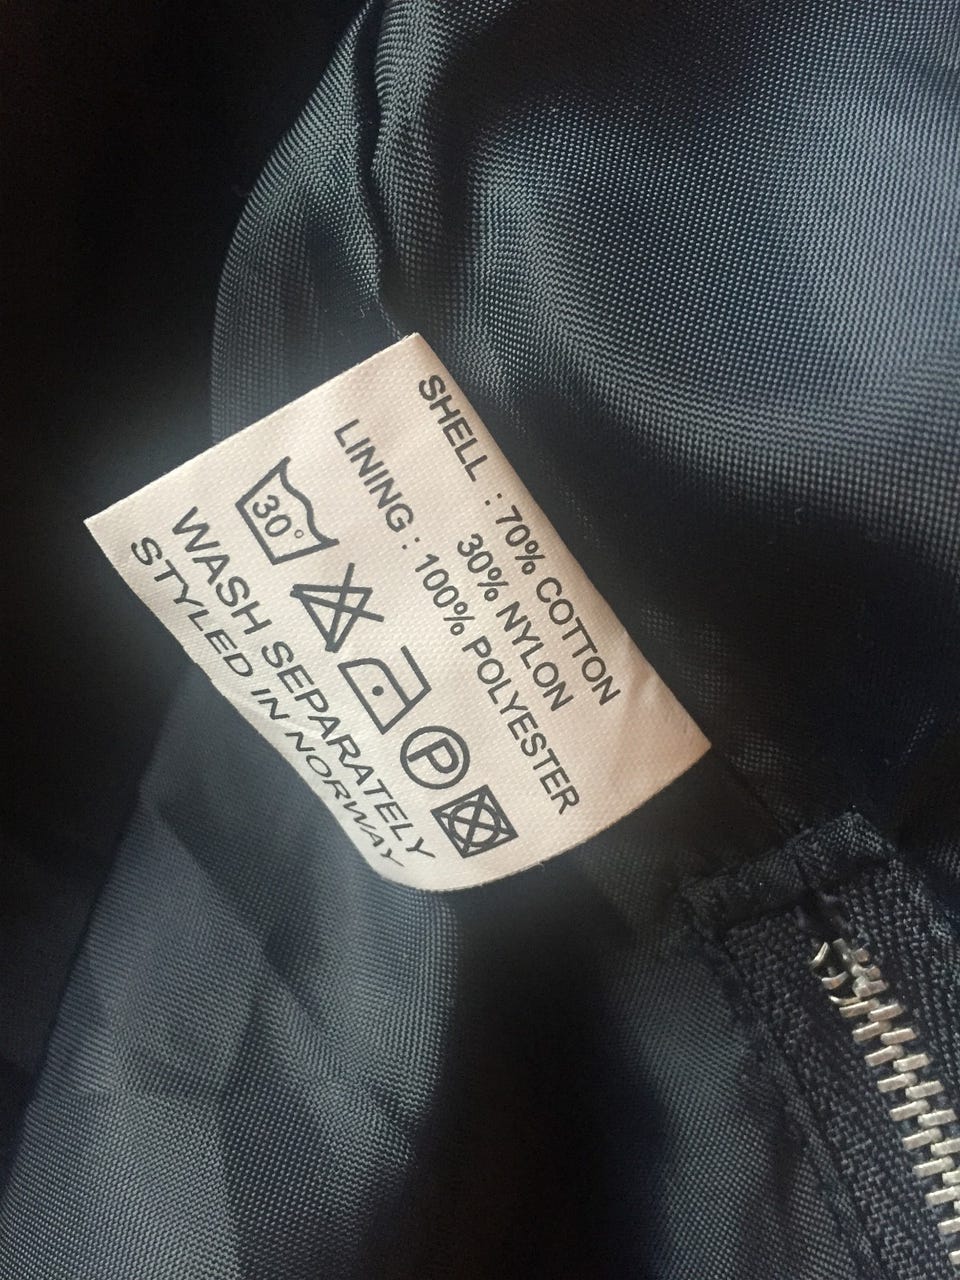 SHELL : 70% COTTON
30% NYLON
LINING : 100% POLYESTER
30° P
WASH SEPARATELY
STYLED IN NORWAY